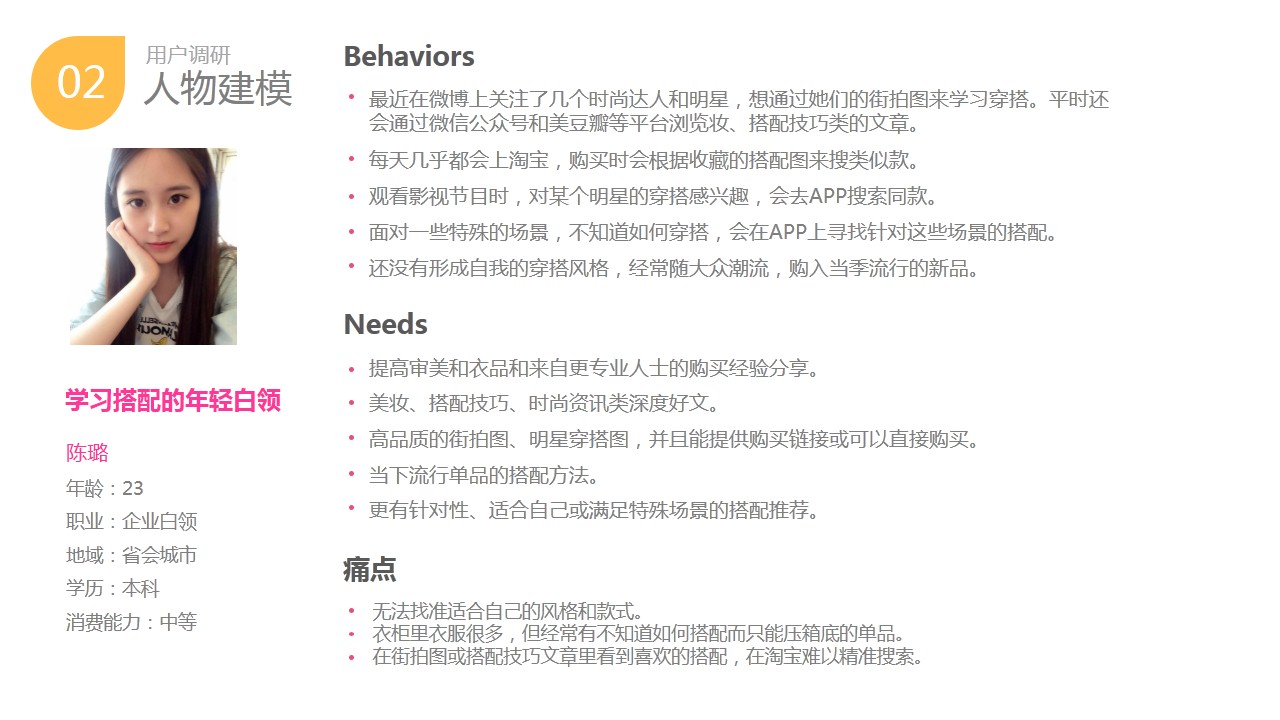 02
用户调研
人物建模
学习搭配的年轻白领
陈璐
年龄：23
职业：企业白领
地域：省会城市
学历：本科
消费能力：中等
Behaviors
• 最近在微博上关注了几个时尚达人和明星，想通过她们的街拍图来学习穿搭。平时还
会通过微信公众号和美豆瓣等平台浏览妆、搭配技巧类的文章。
• 每天几乎都会上淘宝，购买时会根据收藏的搭配图来搜类似款。
• 观看影视节目时，对某个明星的穿搭感兴趣，会去APP搜索同款。
• 面对一些特殊的场景，不知道如何穿搭，会在APP上寻找针对这些场景的搭配。
• 还没有形成自我的穿搭风格，经常随大众潮流，购入当季流行的新品。
Needs
• 提高审美和衣品和来自更专业人士的购买经验分享。
• 美妆、搭配技巧、时尚资讯类深度好文。
• 高品质的街拍图、明星穿搭图，并且能提供购买链接或可以直接购买。
• 当下流行单品的搭配方法。
• 更有针对性、适合自己或满足特殊场景的搭配推荐。
痛点
• 无法找准适合自己的风格和款式。
• 衣柜里衣服很多，但经常有不知道如何搭配而只能压箱底的单品。
• 在街拍图或搭配技巧文章里看到喜欢的搭配，在淘宝难以精准搜索。